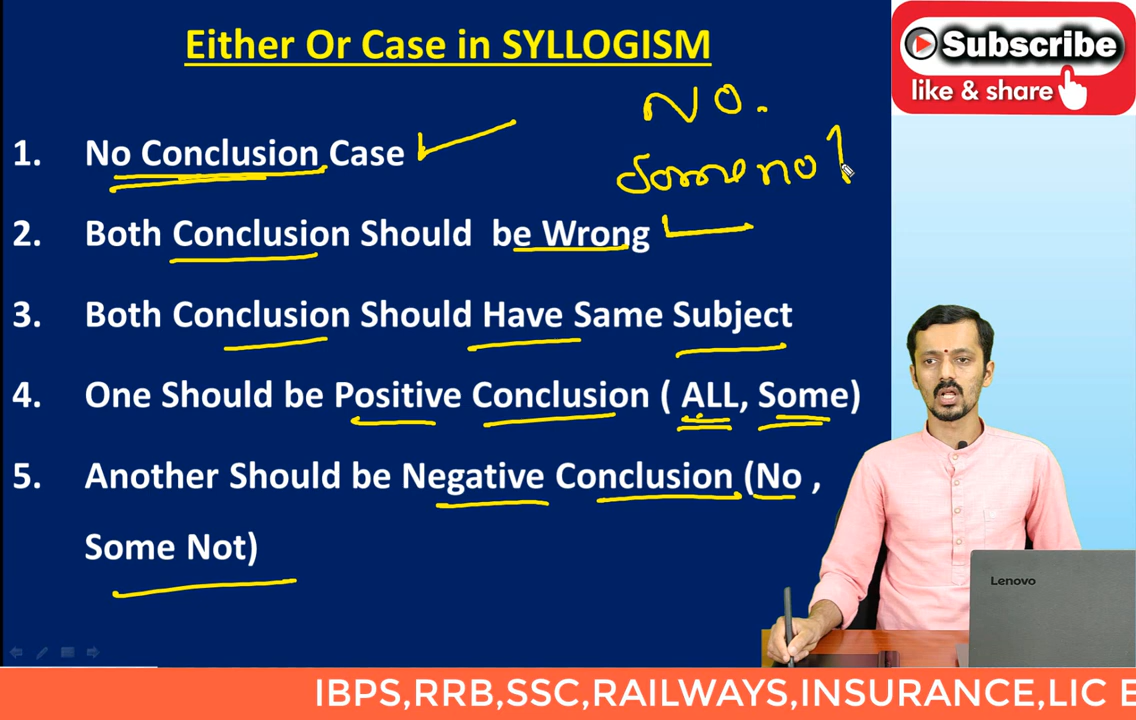 Either Or Case in SYLLOGISM
Subscribe
like & share
NO.
Some no
1. No Conclusion Case
2. Both Conclusion Should be Wrong
3. Both Conclusion Should Have Same Subject
4. One Should be Positive Conclusion ( ALL, Some)
5. Another Should be Negative Conclusion (No ,
Some Not)
Lenovo
IBPS,RRB,SSC,RAILWAYS,INSURANCE,LIC E